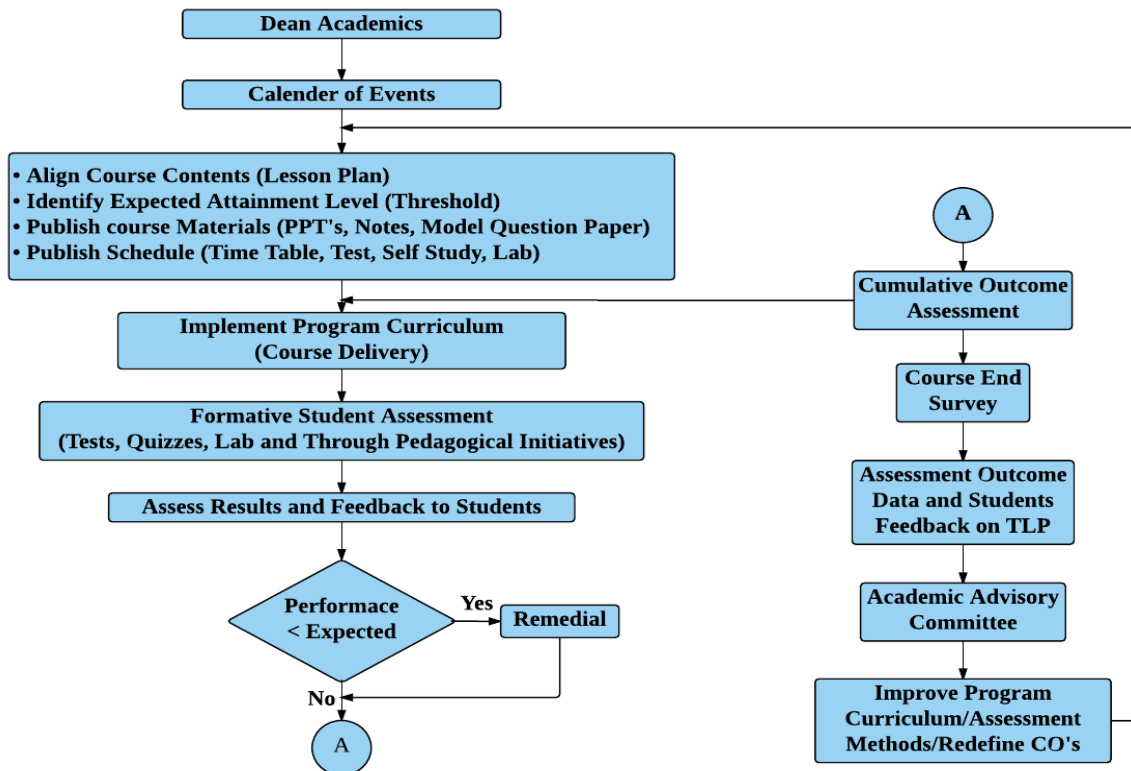 Dean Academics
Calender of Events
• Align Course Contents (Lesson Plan)
• Identify Expected Attainment Level (Threshold)
• Publish course Materials (PPT's, Notes, Model Question Paper)
• Publish Schedule (Time Table, Test, Self Study, Lab)
Implement Program Curriculum
(Course Delivery)
Formative Student Assessment
(Tests, Quizzes, Lab and Through Pedagogical Initiatives)
Assess Results and Feedback to Students
Performace
< Expected
Yes
Remedial
No
A
A
Cumulative Outcome
Assessment
Course End
Survey
Assessment Outcome
Data and Students
Feedback on TLP
Academic Advisory
Committee
Improve Program
Curriculum/Assessment
Methods/Redefine CO's